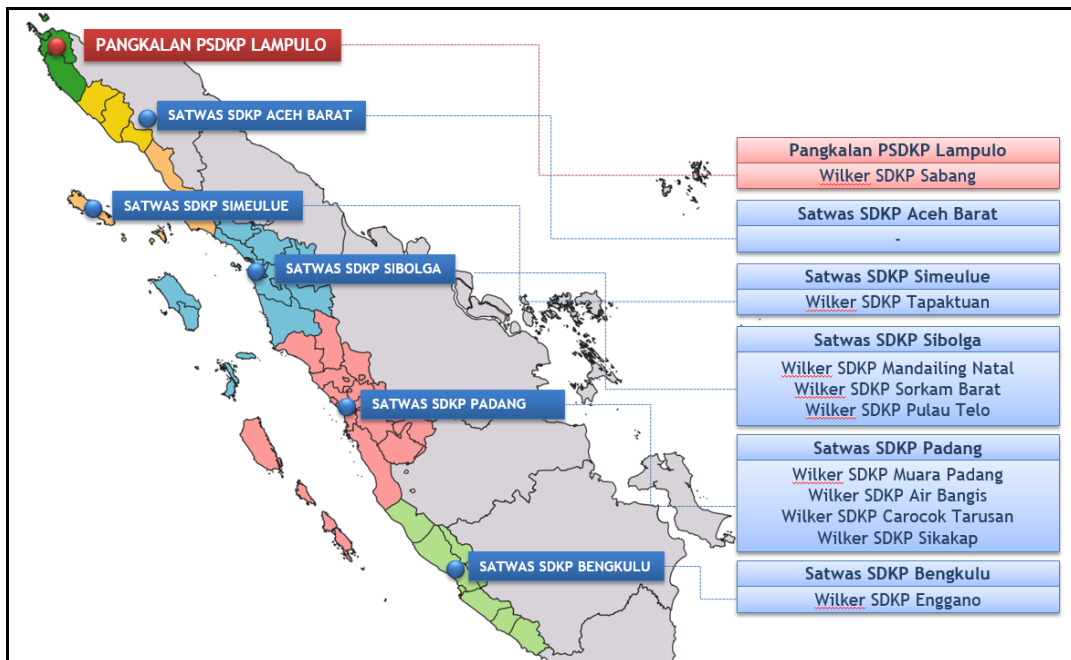 PANGKALAN PSDKP LAMPULO
SATWAS SDKP ACEH BARAT
SATWAS SDKP SIMEULUE
SATWAS SDKP SIBOLGA
SATWAS SDKP PADANG
SATWAS SDKP BENGKULU
Pangkalan PSDKP Lampulo
Wilker SDKP Sabang
Satwas SDKP Aceh Barat
-
Satwas SDKP Simeulue
Wilker SDKP Tapaktuan
Satwas SDKP Sibolga
Wilker SDKP Mandailing Natal
Wilker SDKP Sorkam Barat
Wilker SDKP Pulau Telo
Satwas SDKP Padang
Wilker SDKP Muara Padang
Wilker SDKP Air Bangis
Wilker SDKP Carocok Tarusan
Wilker SDKP Sikakap
Satwas SDKP Bengkulu
Wilker SDKP Enggano